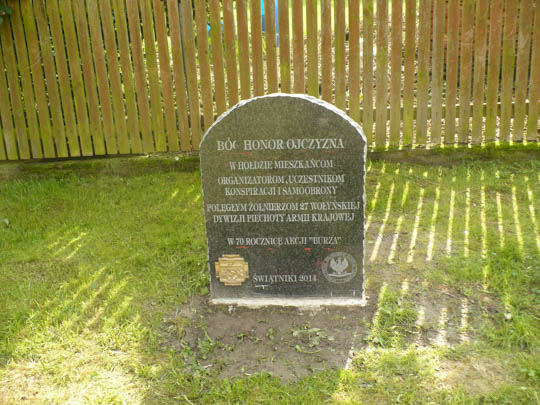 BÓG HONOR OJCZYZNA
W HOŁDZIE MIESZKAŃCOM
ORGANIZATOROM, UCZESTNIKOM
KONSPIRACJI I SAMOOBRONY
POLEGŁYM ŻOŁNIERZOM 27 WOŁYŃSKIEJ
DYWIZJI PIECHOTY ARMII KRAJOWEJ
W 70 ROCZNICĘ AKCJI "BURZA"
ŚWIĄTNIKI 2014